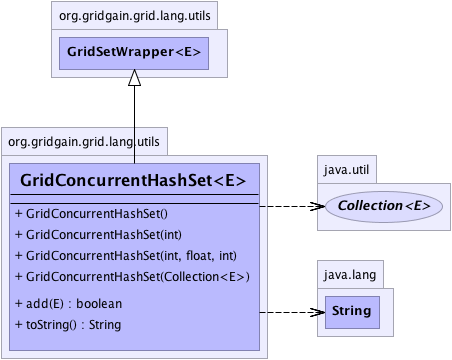 org.gridgain.grid.lang.utils
GridSetWrapper<E>
org.gridgain.grid.lang.utils
GridConcurrentHashSet<E>
+ GridConcurrentHashSet()
+ GridConcurrentHashSet(int)
+ GridConcurrentHashSet(int, float, int)
+ GridConcurrentHashSet(Collection<E>)
+ add(E) : boolean
+ toString() : String
java.util
Collection<E>
java.lang
String